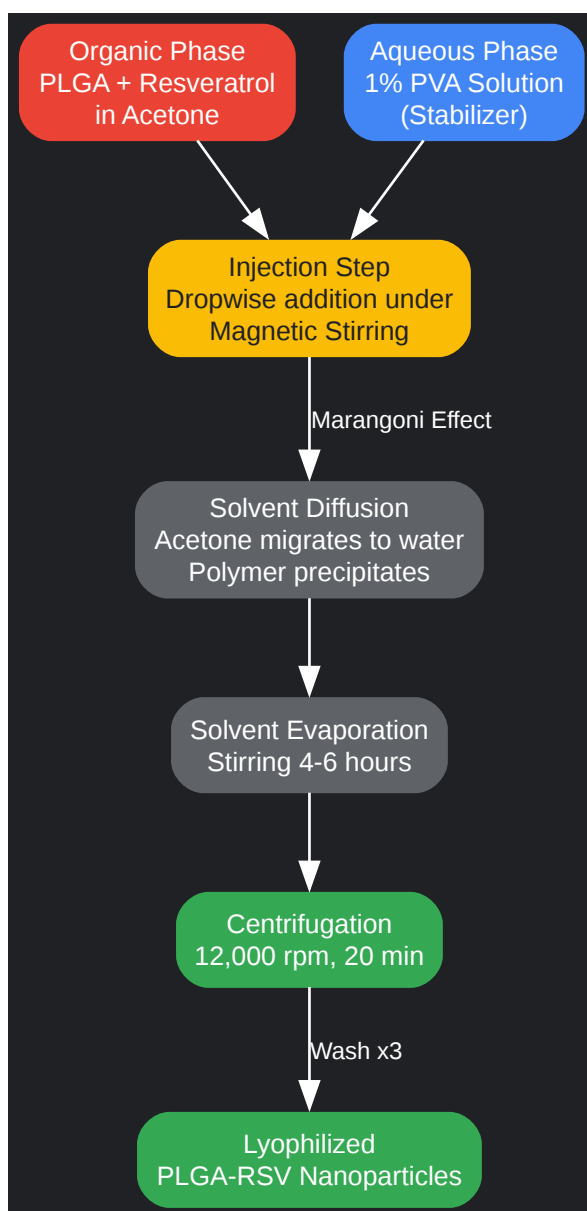 Organic Phase
PLGA + Resveratrol
in Acetone
Aqueous Phase
1% PVA Solution
(Stabilizer)
Injection Step
Dropwise addition under
Magnetic Stirring
Marangoni Effect
Solvent Diffusion
Acetone migrates to water
Polymer precipitates
Solvent Evaporation
Stirring 4-6 hours
Centrifugation
12,000 rpm, 20 min
Wash x3
Lyophilized
PLGA-RSV Nanoparticles